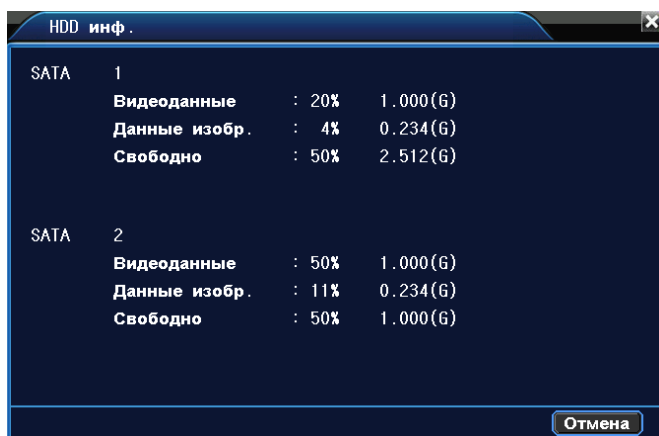 HDD инф.
SATA 1
Видеоданные : 20% 1.000(G)
Данные изобр. : 4% 0.234(G)
Свободно : 50% 2.512(G)
SATA 2
Видеоданные : 50% 1.000(G)
Данные изобр. : 11% 0.234(G)
Свободно : 50% 1.000(G)
Отмена